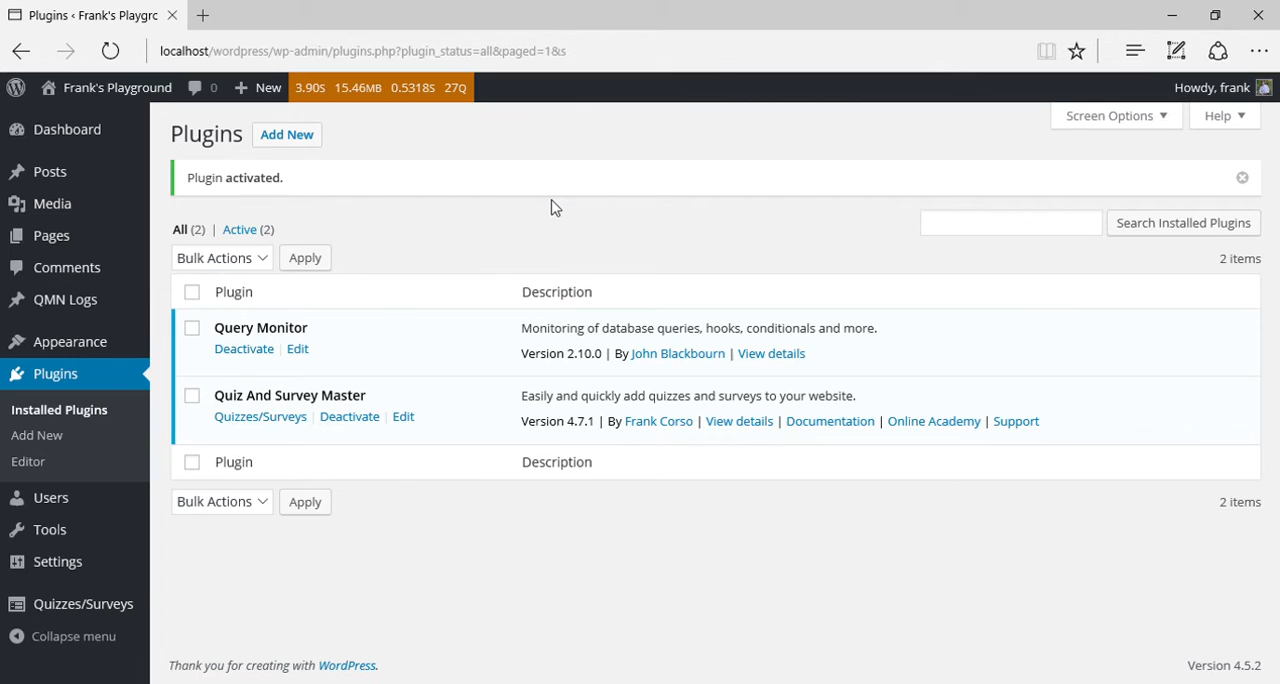 Plugins ‹ Frank's Playgrc
localhost/wordpress/wp-admin/plugins.php?plugin_status=all&paged=1&s
Frank's Playground 0 New 3.90S 15.46MB 0.5318S 27Q Howdy, frank
Dashboard
Posts
Media
Pages
Comments
QMN Logs
Appearance
Plugins
Installed Plugins
Add New
Editor
Users
Tools
Settings
Quizzes/Surveys
Collapse menu
Screen Options Help
Plugins Add New
Plugin activated.
All (2) | Active (2)
Search Installed Plugins
Bulk Actions Apply 2 items
Plugin Description
Query Monitor Monitoring of database queries, hooks, conditionals and more.
Deactivate | Edit Version 2.10.0 | By John Blackbourn | View details
Quiz And Survey Master Easily and quickly add quizzes and surveys to your website.
Quizzes/Surveys | Deactivate | Edit Version 4.7.1 | By Frank Corso | View details | Documentation | Online Academy | Support
Plugin Description
Bulk Actions Apply 2 items
Thank you for creating with WordPress. Version 4.5.2